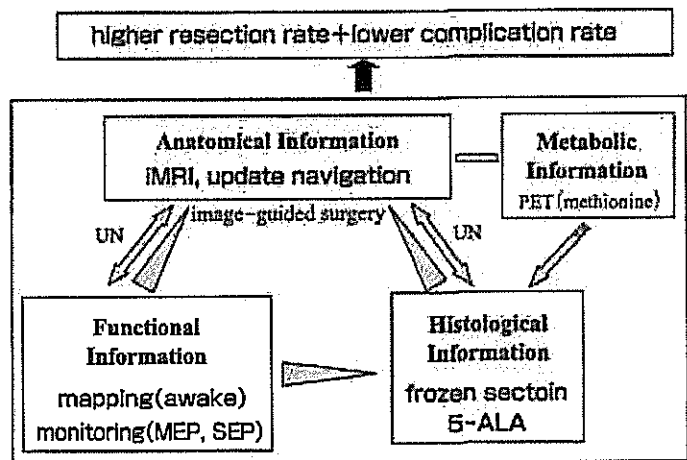 higher resection rate+lower complication rate
Anatomical Information
iMRI, update navigation
Metabolic
Information
PET(methionine)
image-guided surgery
UN
UN
Functional
Information
mapping(awake)
monitoring(MEP, SEP)
Histological
Information
frozen sectoin
5-ALA